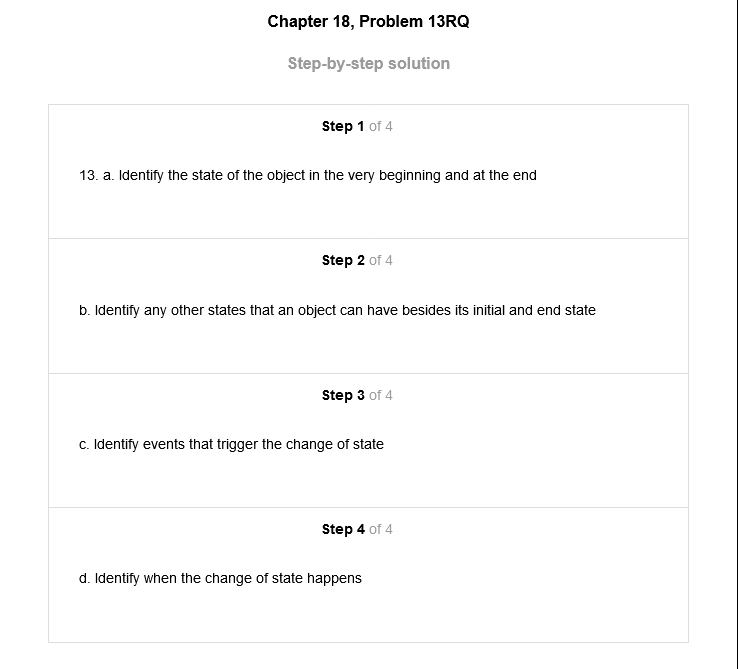 Chapter 18, Problem 13RQ
Step-by-step solution
Step 1 of 4
13. a. Identify the state of the object in the very beginning and at the end
Step 2 of 4
b. Identify any other states that an object can have besides its initial and end state
Step 3 of 4
c. Identify events that trigger the change of state
Step 4 of 4
d. Identify when the change of state happens